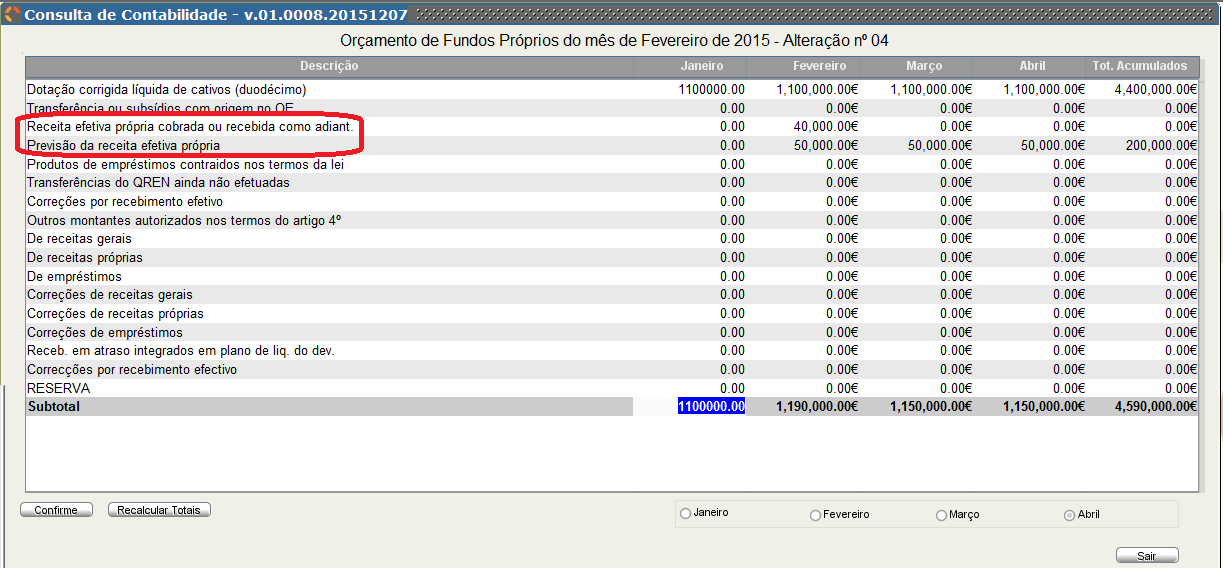 Consulta de Contabilidade - v.01.0008.20151207
Orçamento de Fundos Próprios do mês de Fevereiro de 2015 - Alteração nº 04
Descrição Janeiro Fevereiro Março Abril Tot. Acumulados
Dotação corrigida líquida de cativos (duodécimo) 1100000.00 1,100,000.00€ 1,100,000.00€ 1,100,000.00€ 4,400,000.00€
Transferência ou subsídios com origem no OE 0.00 0.00€ 0.00€ 0.00€ 0.00€
Receita efetiva própria cobrada ou recebida como adiant. 0.00 40,000.00€ 0.00€ 0.00€ 0.00€
Previsão da receita efetiva própria 0.00 50,000.00€ 50,000.00€ 50,000.00€ 200,000.00€
Produtos de empréstimos contraidos nos termos da lei 0.00 0.00€ 0.00€ 0.00€ 0.00€
Transferências do QREN ainda não efetuadas 0.00 0.00€ 0.00€ 0.00€ 0.00€
Correções por recebimento efetivo 0.00 0.00€ 0.00€ 0.00€ 0.00€
Outros montantes autorizados nos termos do artigo 4º 0.00 0.00€ 0.00€ 0.00€ 0.00€
De receitas gerais 0.00 0.00€ 0.00€ 0.00€ 0.00€
De receitas próprias 0.00 0.00€ 0.00€ 0.00€ 0.00€
De empréstimos 0.00 0.00€ 0.00€ 0.00€ 0.00€
Correções de receitas gerais 0.00 0.00€ 0.00€ 0.00€ 0.00€
Correções de receitas próprias 0.00 0.00€ 0.00€ 0.00€ 0.00€
Correções de empréstimos 0.00 0.00€ 0.00€ 0.00€ 0.00€
Receb. em atraso integrados em plano de liq. do dev. 0.00 0.00€ 0.00€ 0.00€ 0.00€
Correcções por recebimento efectivo 0.00 0.00€ 0.00€ 0.00€ 0.00€
RESERVA 0.00 0.00€ 0.00€ 0.00€ 0.00€
Subtotal 1100000.00 1,190,000.00€ 1,150,000.00€ 1,150,000.00€ 4,590,000.00€
Confirme Recalcular Totais Janeiro Fevereiro Março Abril
Sair